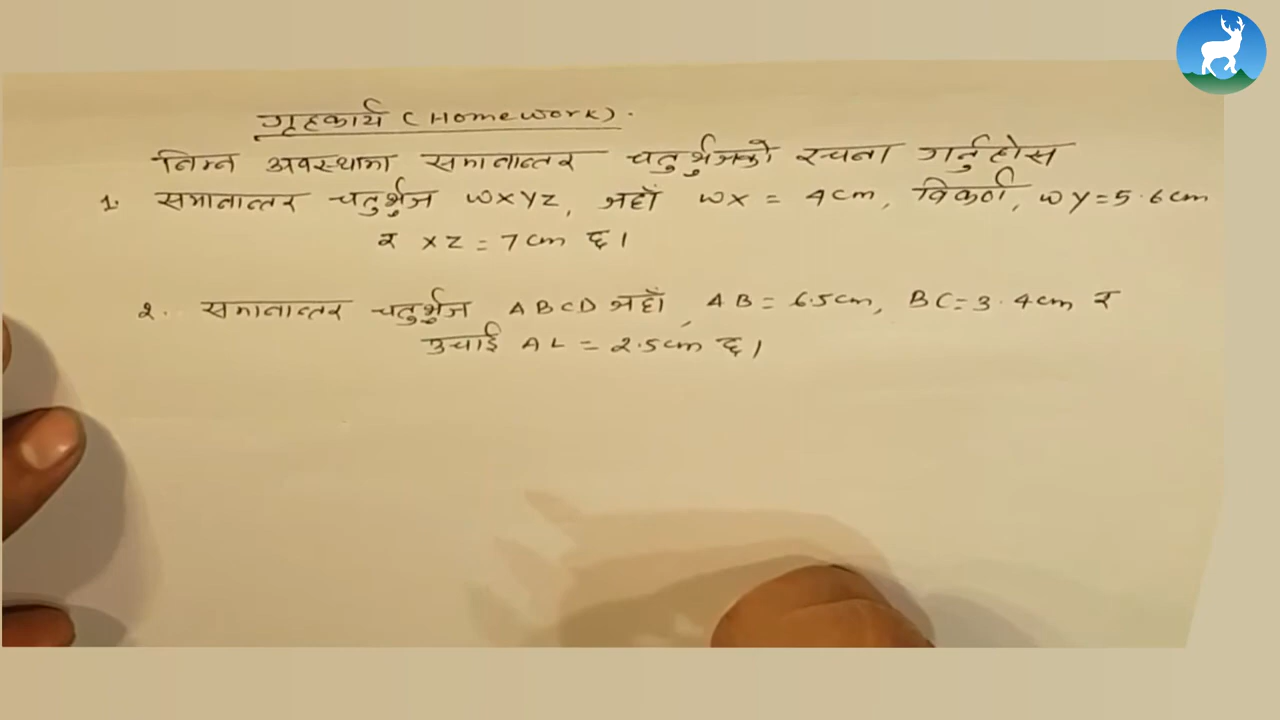 गृहकार्य (Homework).
निम्न अवस्थामा समानान्तर चतुर्भुजको रचना गर्नुहोस
1. समानान्तर चतुर्भुज WXYZ, जहाँ WX = 4cm, विकर्ण, WY=5.6cm
र XZ = 7cm छ।
२. समानान्तर चतुर्भुज ABCD जहाँ, AB = 6.5cm, BC=3.4cm र
उचाई AL = 2.5cm छ।